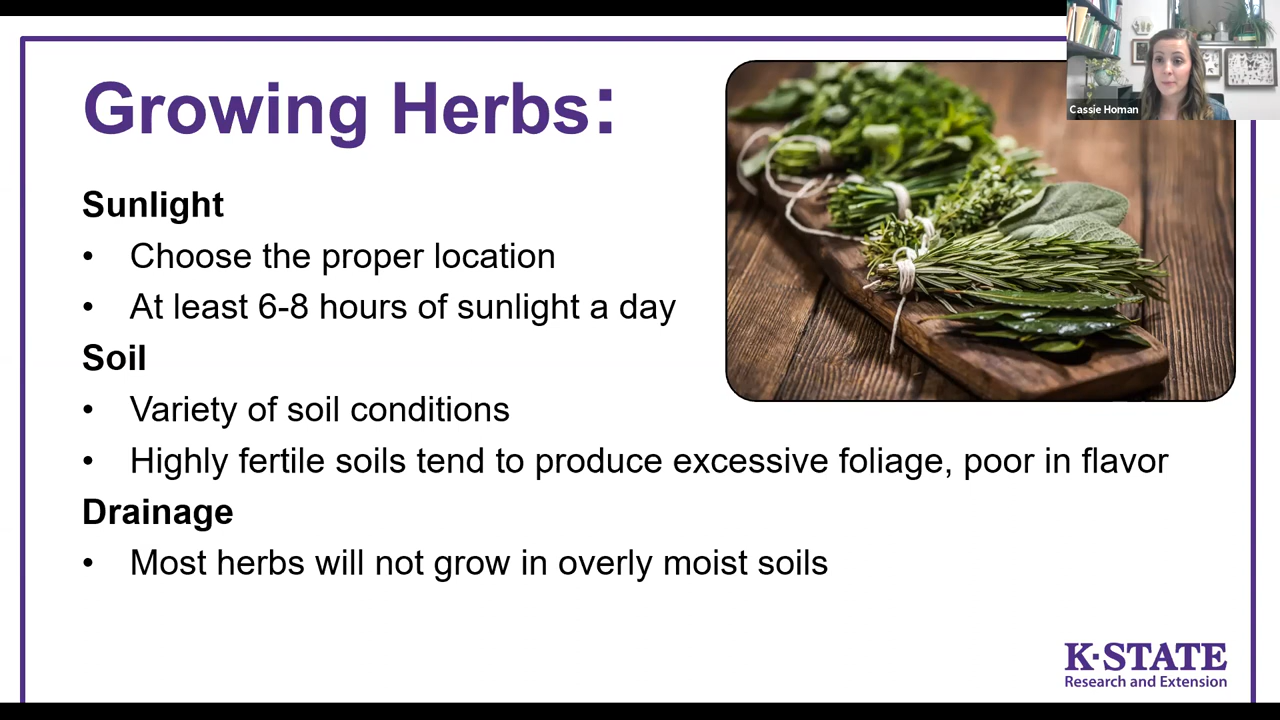 Growing Herbs:
Cassie Homan
Sunlight
• Choose the proper location
• At least 6-8 hours of sunlight a day
Soil
• Variety of soil conditions
• Highly fertile soils tend to produce excessive foliage, poor in flavor
Drainage
• Most herbs will not grow in overly moist soils
K·STATE
Research and Extension